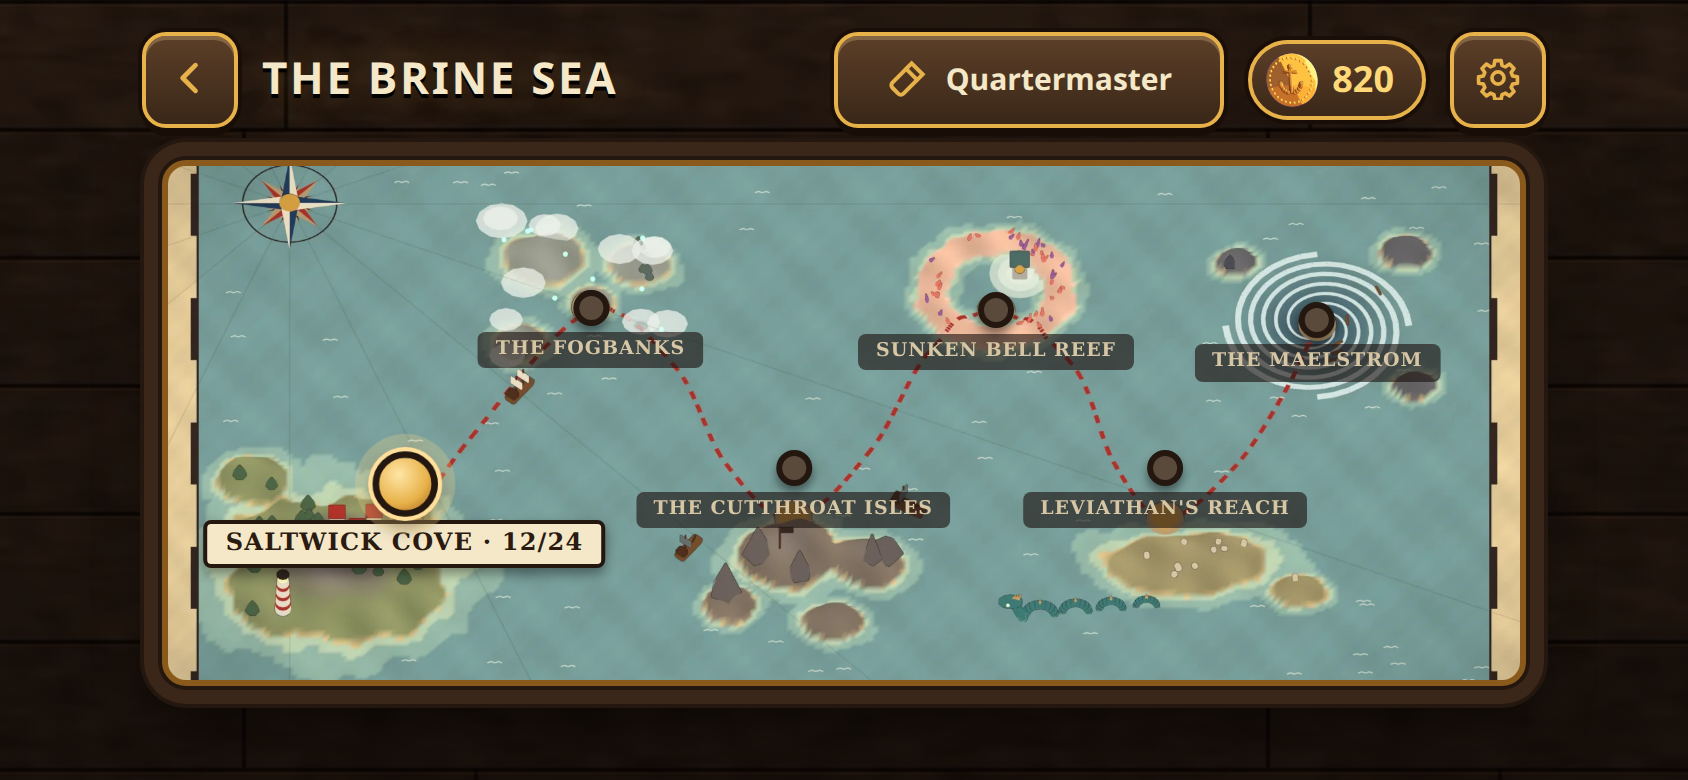 THE BRINE SEA
Quartermaster
820
THE FOGBANKS
SUNKEN BELL REEF
THE MAELSTROM
THE CUTTHROAT ISLES
LEVIATHAN'S REACH
SALTWICK COVE · 12/24